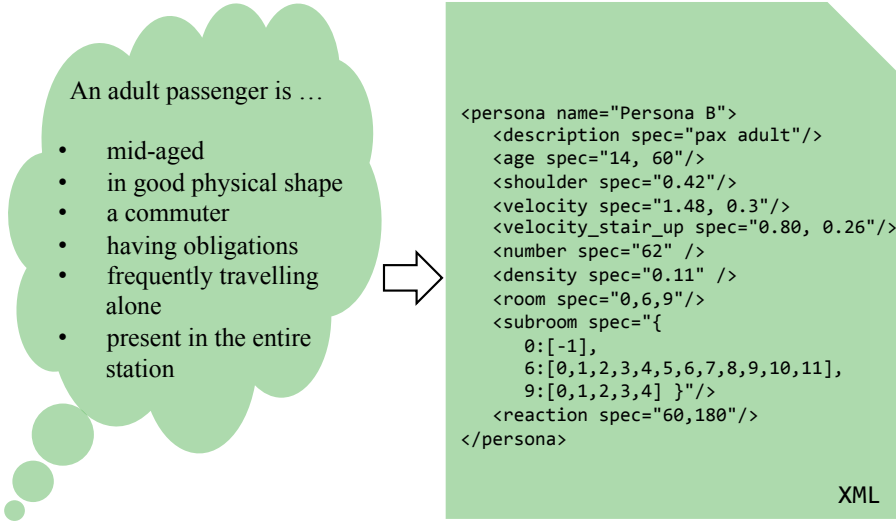 An adult passenger is …
• mid-aged
• in good physical shape
• a commuter
• having obligations
• frequently travelling
alone
• present in the entire
station
<persona name="Persona B">
<description spec="pax adult"/>
<age spec="14, 60"/>
<shoulder spec="0.42"/>
<velocity spec="1.48, 0.3"/>
<velocity_stair_up spec="0.80, 0.26"/>
<number spec="62" />
<density spec="0.11" />
<room spec="0,6,9"/>
<subroom spec="{
0:[-1],
6:[0,1,2,3,4,5,6,7,8,9,10,11],
9:[0,1,2,3,4] }"/>
<reaction spec="60,180"/>
</persona>
XML